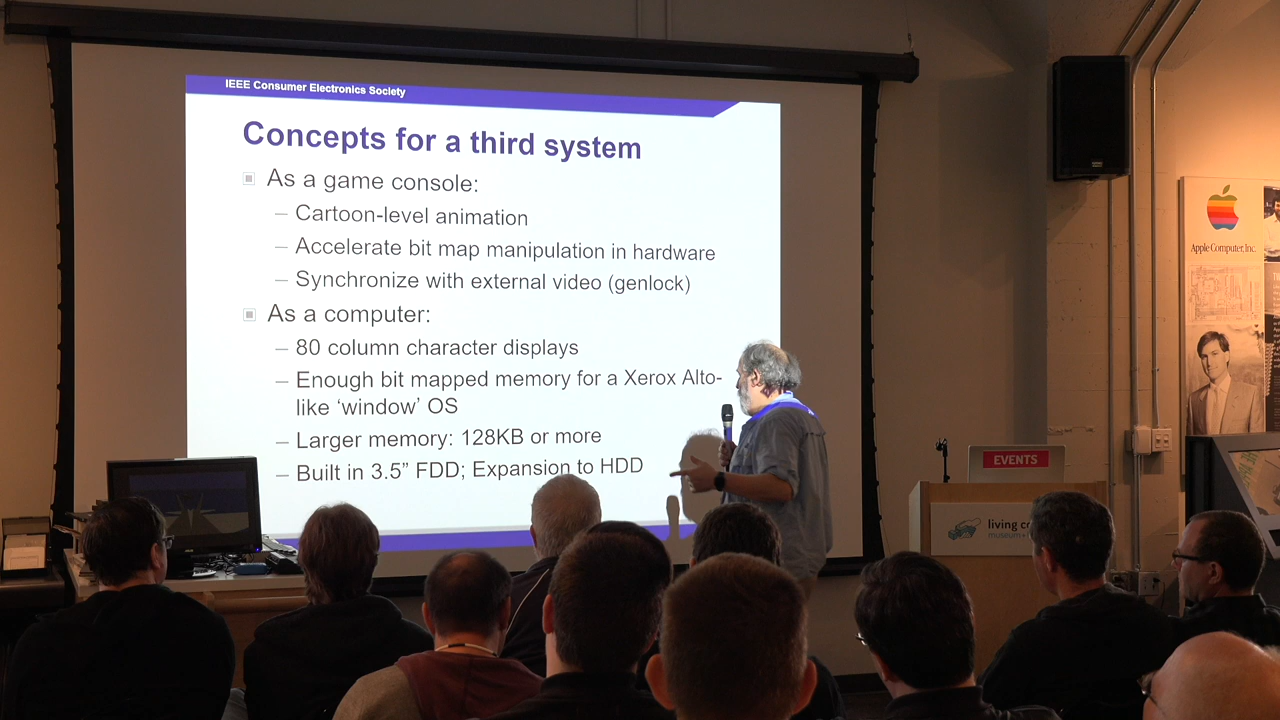 IEEE Consumer Electronics Society
Concepts for a third system
As a game console:
– Cartoon-level animation
– Accelerate bit map manipulation in hardware
– Synchronize with external video (genlock)
As a computer:
– 80 column character displays
– Enough bit mapped memory for a Xerox Alto-
like ‘window’ OS
– Larger memory: 128KB or more
– Built in 3.5” FDD; Expansion to HDD
Apple Computer, Inc.
EVENTS
living co
museum